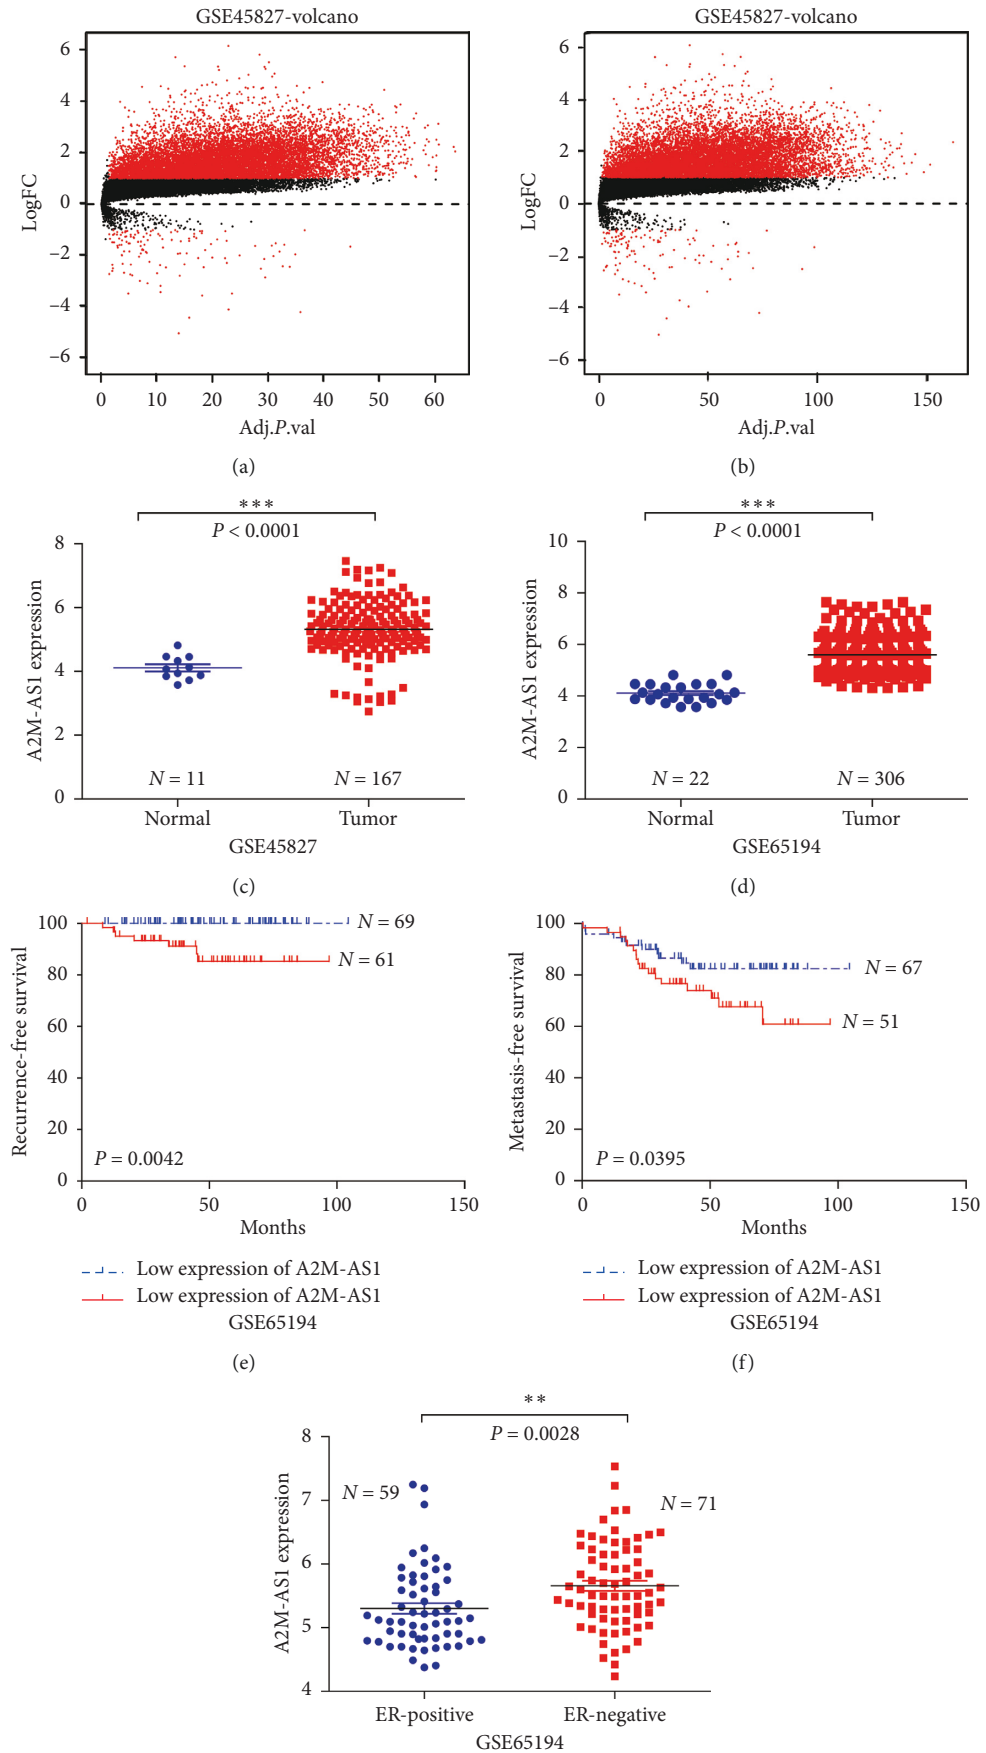 GSE45827-volcano
6
4
2
0
−2
−4
−6
LogFC
0 10 20 30 40 50 60
Adj.P.val
(a)
GSE45827-volcano
6
4
2
0
−2
−4
−6
LogFC
0 50 100 150
Adj.P.val
(b)
***
P < 0.0001
8
6
4
2
0
A2M-AS1 expression
N = 11 N = 167
Normal Tumor
GSE45827
(c)
***
P < 0.0001
10
8
6
4
2
0
A2M-AS1 expression
N = 22 N = 306
Normal Tumor
GSE65194
(d)
100
80
60
40
20
0
Recurrence-free survival
N = 69
N = 61
P = 0.0042
0 50 100 150
Months
Low expression of A2M-AS1
Low expression of A2M-AS1
GSE65194
(e)
100
80
60
40
20
0
Metastasis-free survival
N = 67
N = 51
P = 0.0395
0 50 100 150
Months
Low expression of A2M-AS1
Low expression of A2M-AS1
GSE65194
(f)
**
P = 0.0028
8
7
6
5
4
A2M-AS1 expression
N = 59
N = 71
ER-positive ER-negative
GSE65194